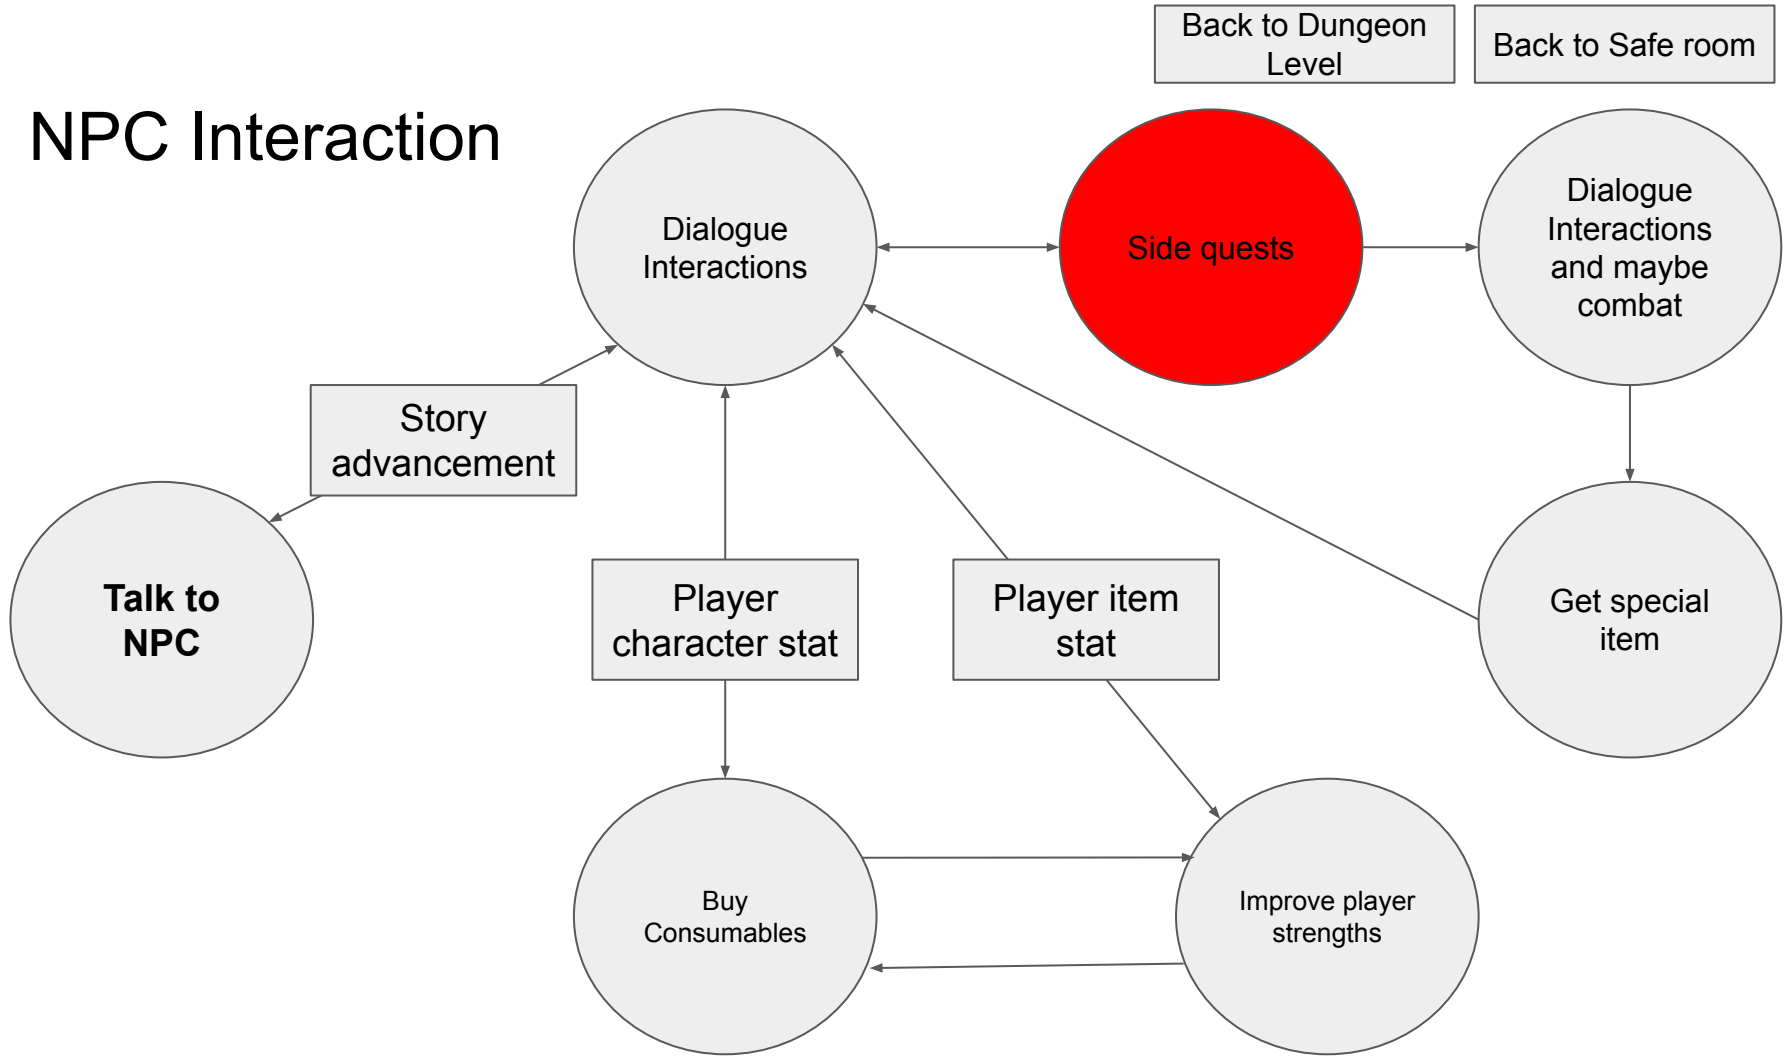 Back to Dungeon
Level
Back to Safe room
NPC Interaction
Dialogue
Interactions
Side quests
Dialogue
Interactions
and maybe
combat
Story
advancement
Talk to
NPC
Player
character stat
Player item
stat
Get special
item
Buy
Consumables
Improve player
strengths